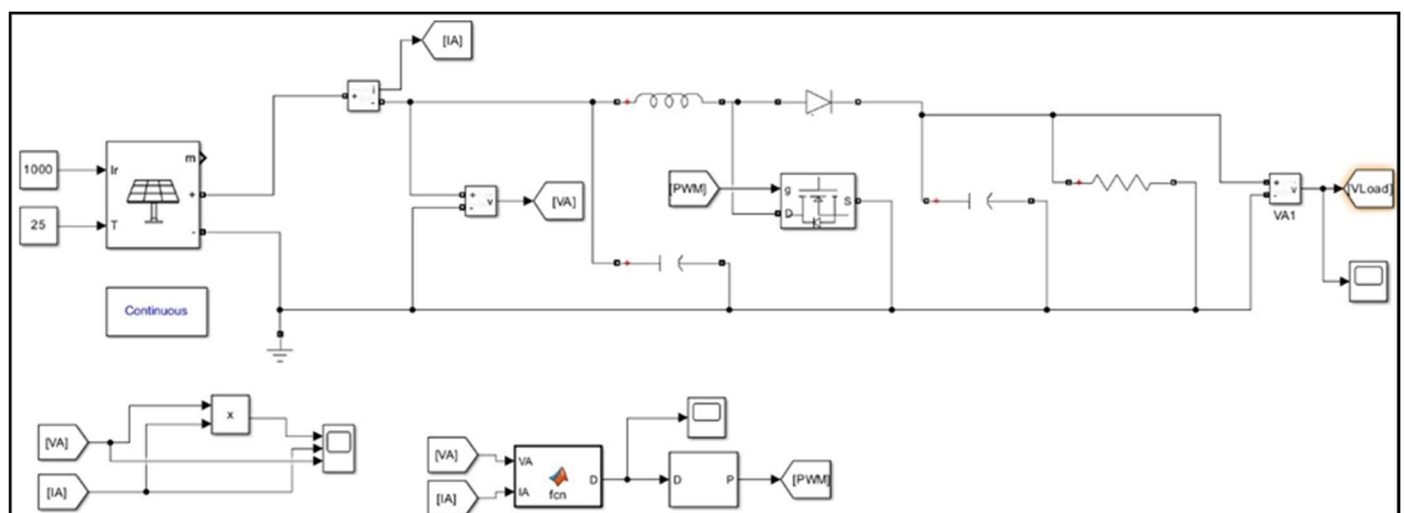 [IA]
1000
Ir
m
+
-
T
25
+
-
i
+
-
v
[VA]
[PWM]
g
D
S
+
-
v
VA1
[VLoad]
Continuous
[VA]
[IA]
x
[VA]
[IA]
VA
IA
fcn
D
D
P
[PWM]